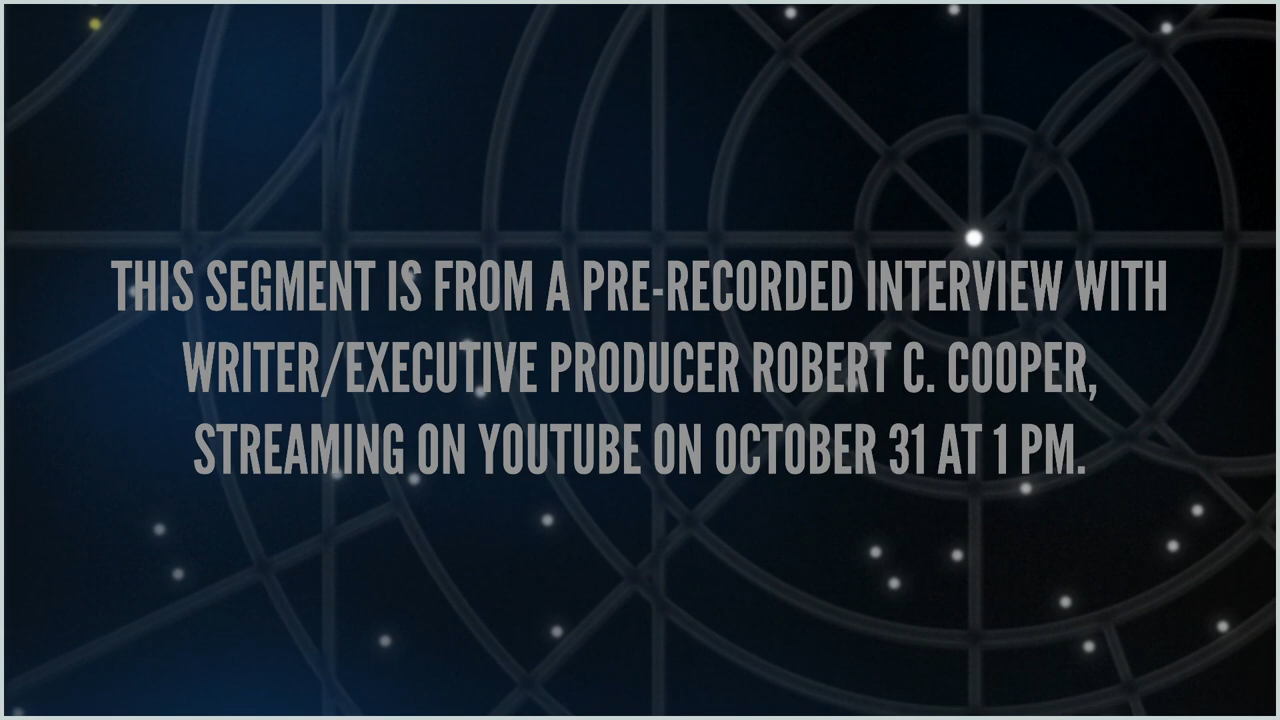 THIS SEGMENT IS FROM A PRE-RECORDED INTERVIEW WITH
WRITER/EXECUTIVE PRODUCER ROBERT C. COOPER,
STREAMING ON YOUTUBE ON OCTOBER 31 AT 1 PM.